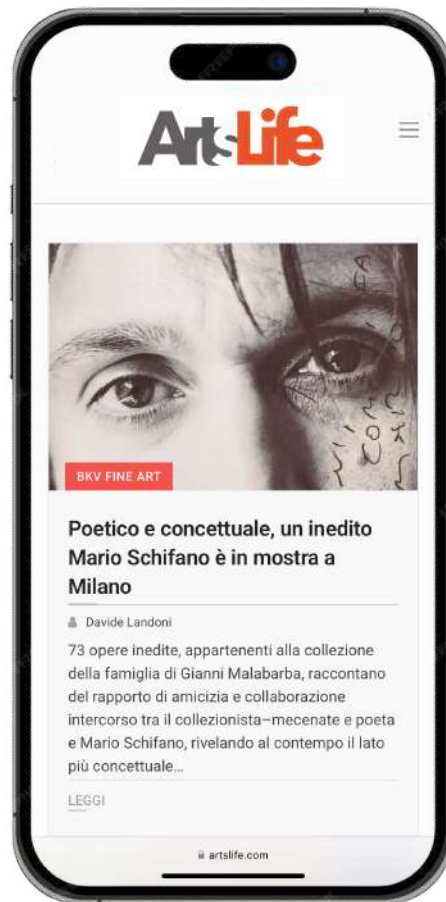 ArtsLife
BKV FINE ART
Poetico e concettuale, un inedito
Mario Schifano è in mostra a
Milano
Davide Landoni
73 opere inedite, appartenenti alla collezione
della famiglia di Gianni Malabarba, raccontano
del rapporto di amicizia e collaborazione
intercorso tra il collezionista–mecenate e poeta
e Mario Schifano, rivelando al contempo il lato
più concettuale...
LEGGI
artslife.com